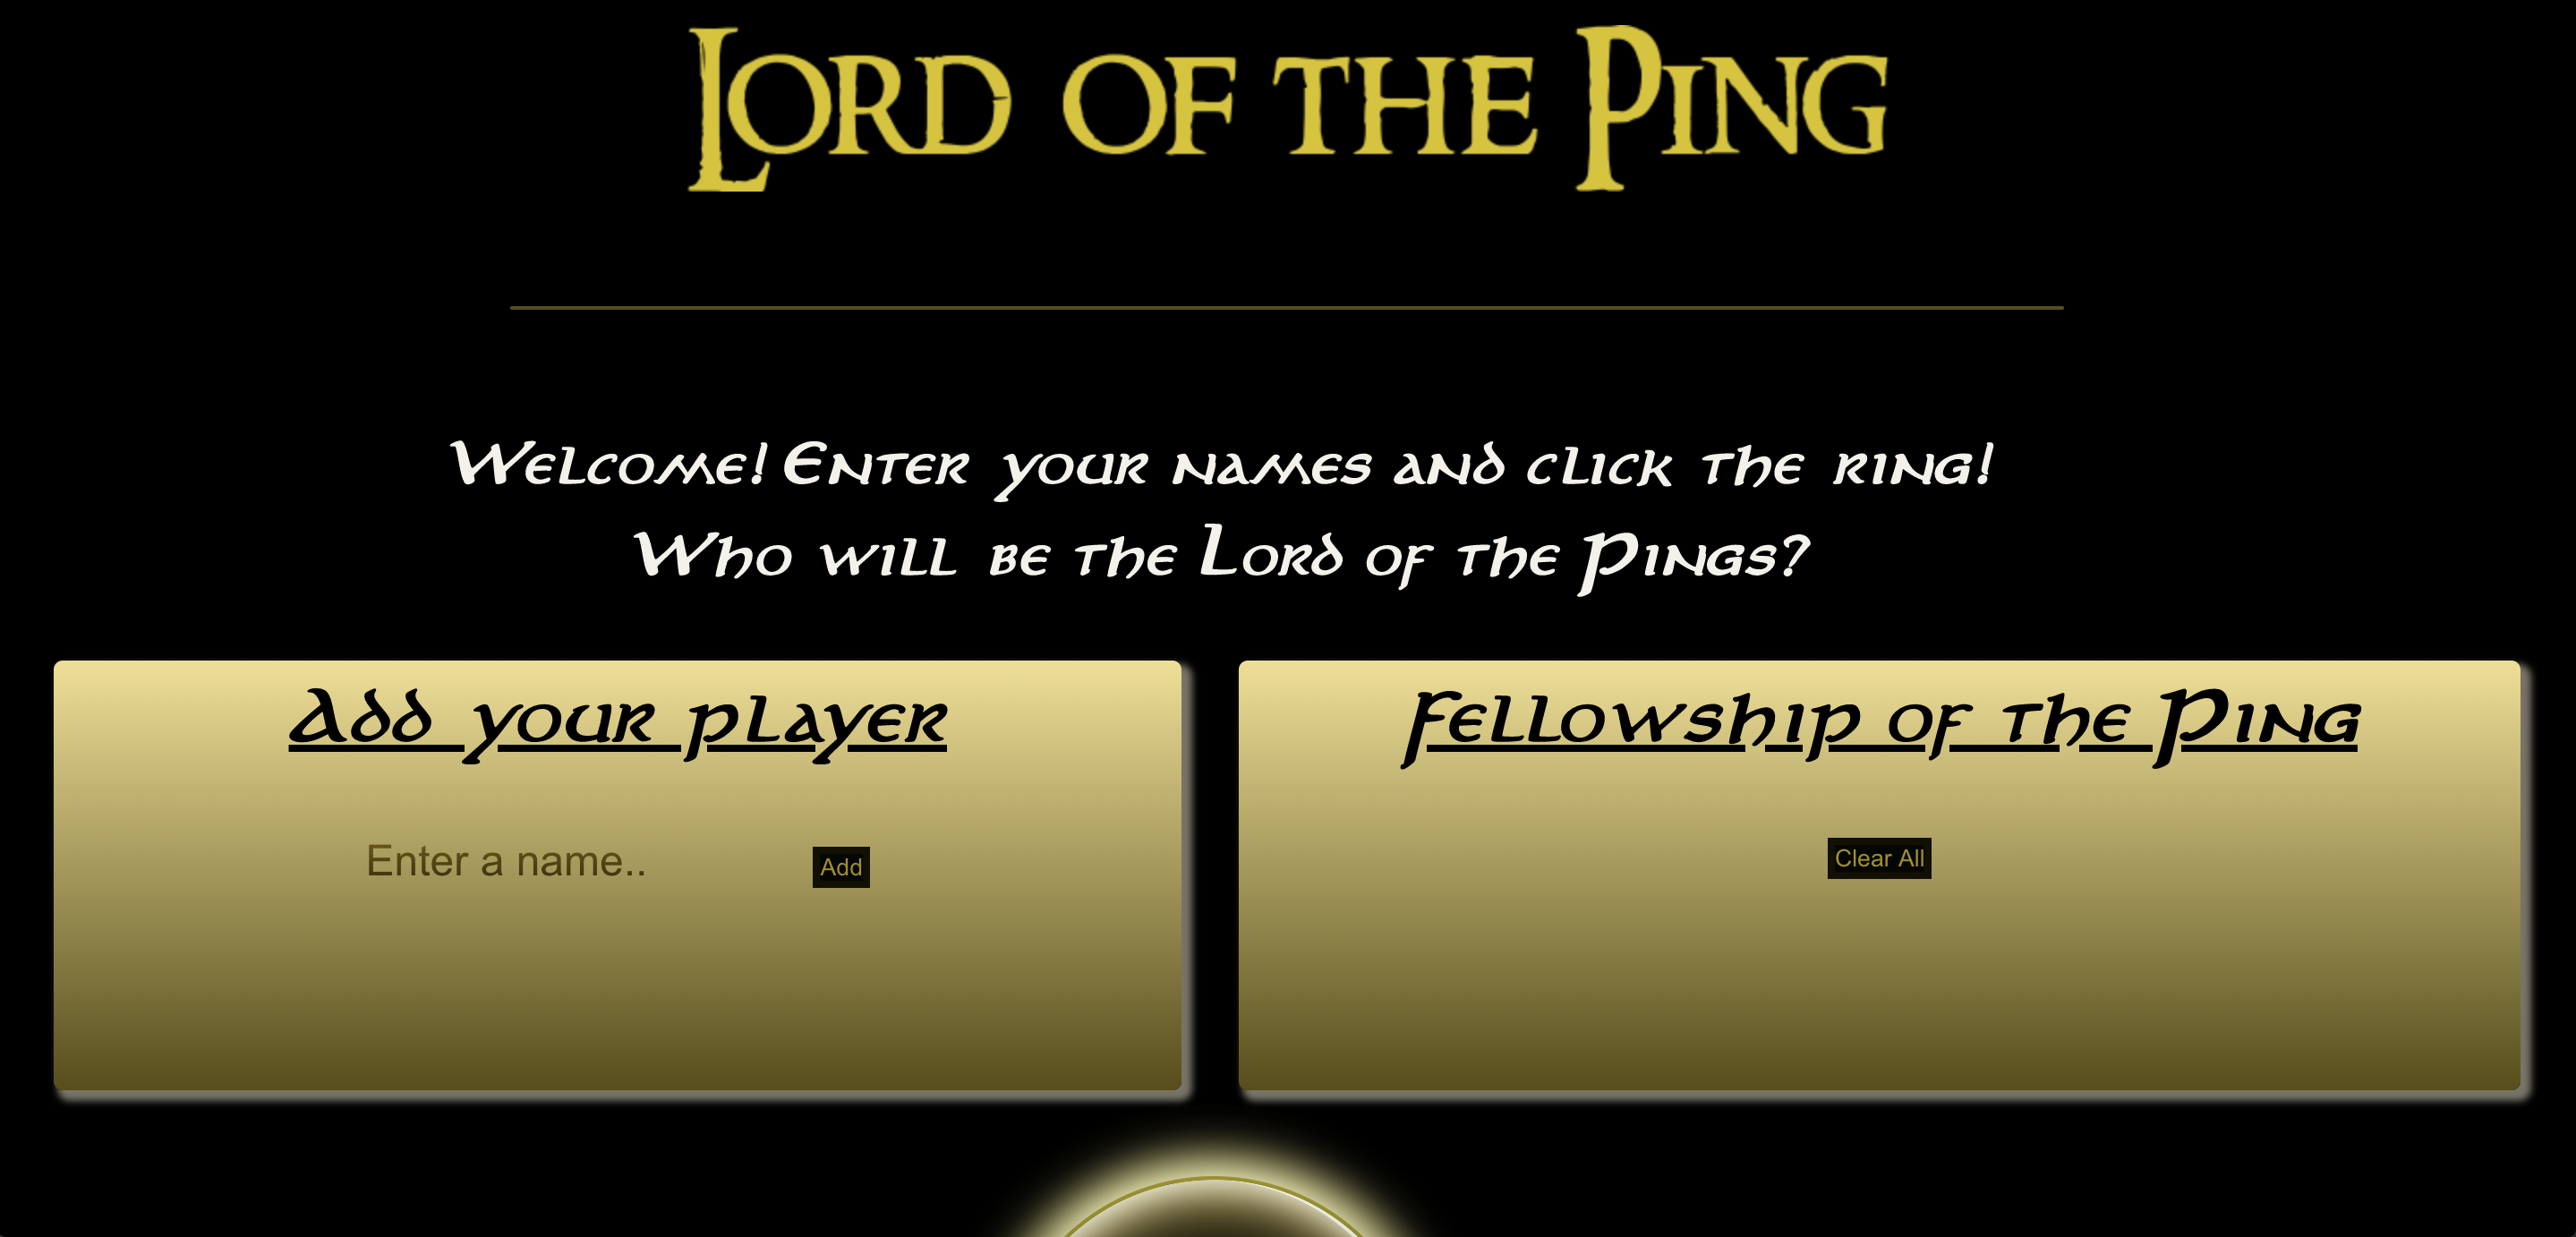 Lord of the Ping
Welcome! Enter your names and click the ring!
Who will be the Lord of the Pings?
Add your player
Enter a name..
Add
Fellowship of the Ping
Clear All